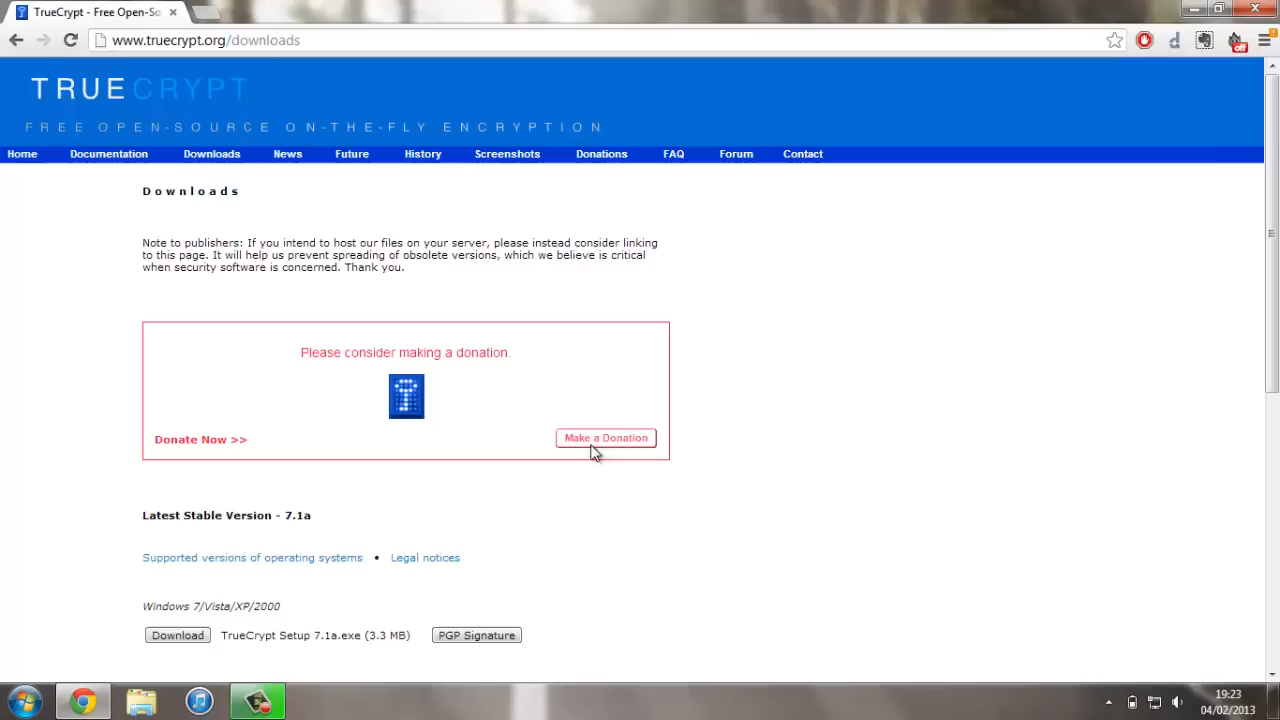 TrueCrypt - Free Open-So
www.truecrypt.org/downloads
off
TRUECRYPT
FREE OPEN-SOURCE ON-THE-FLY ENCRYPTION
Home Documentation Downloads News Future History Screenshots Donations FAQ Forum Contact
Downloads
Note to publishers: If you intend to host our files on your server, please instead consider linking
to this page. It will help us prevent spreading of obsolete versions, which we believe is critical
when security software is concerned. Thank you.
Please consider making a donation.
T
Donate Now >> Make a Donation
Latest Stable Version - 7.1a
Supported versions of operating systems • Legal notices
Windows 7/Vista/XP/2000
Download TrueCrypt Setup 7.1a.exe (3.3 MB) PGP Signature
19:23
04/02/2013